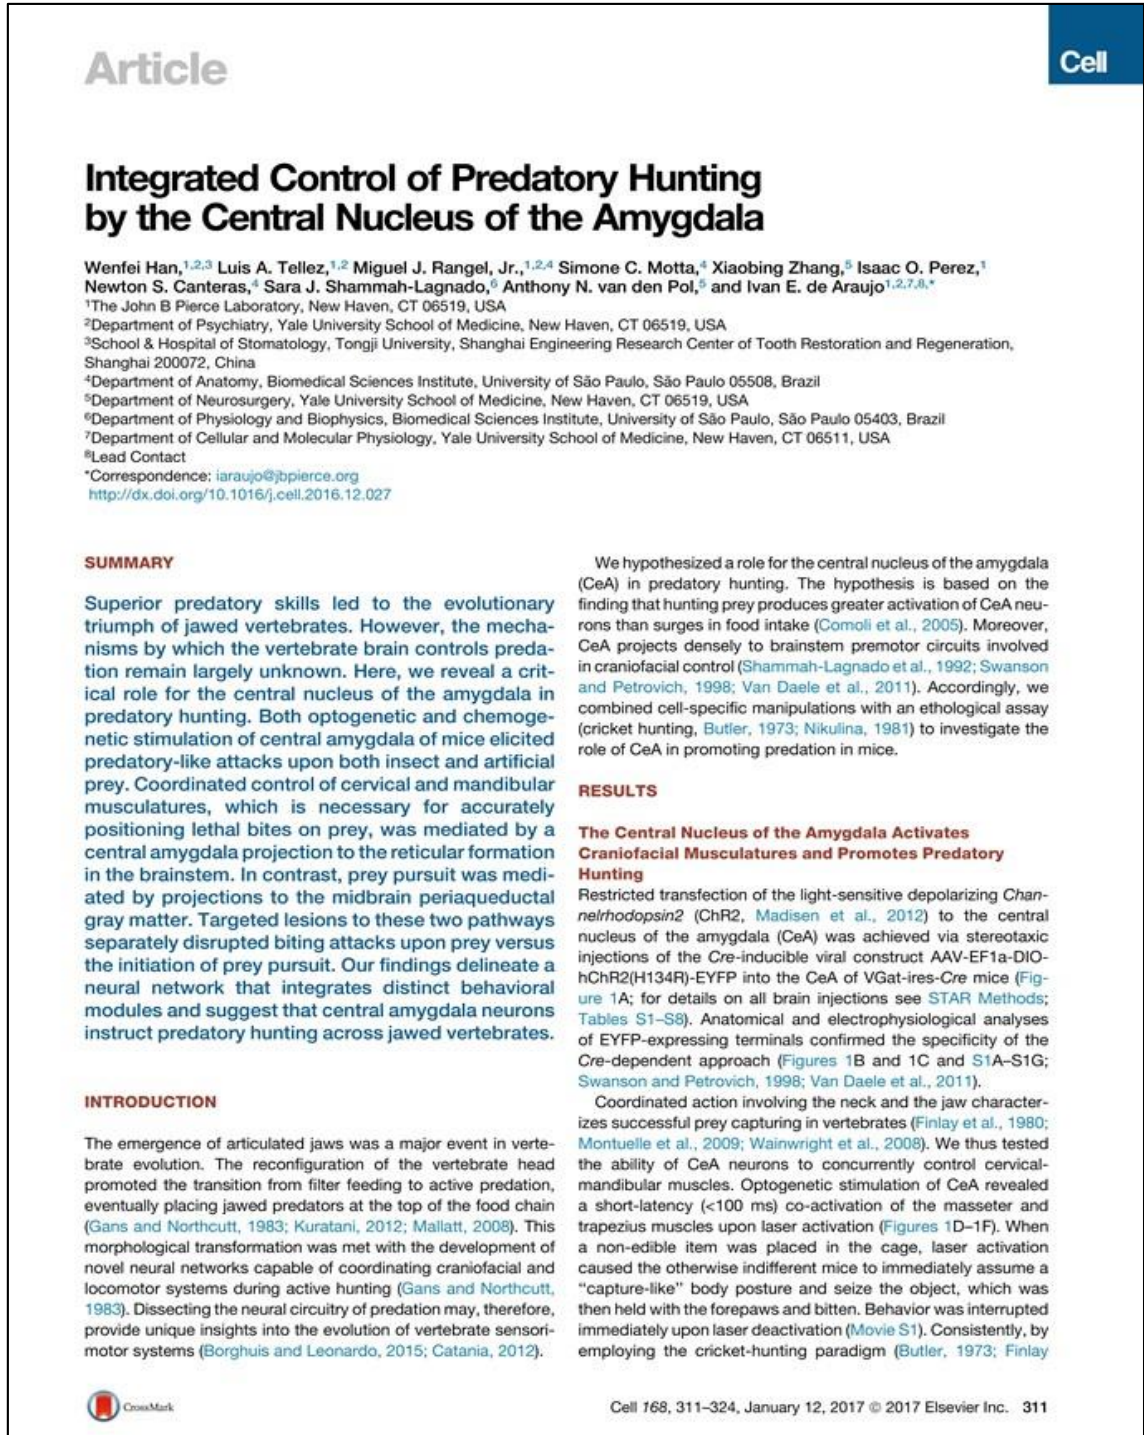 Article
Cell
Integrated Control of Predatory Hunting
by the Central Nucleus of the Amygdala
Wenfei Han,1,2,3 Luis A. Tellez,1,2 Miguel J. Rangel, Jr.,1,2,4 Simone C. Motta,4 Xiaobing Zhang,5 Isaac O. Perez,1
Newton S. Canteras,4 Sara J. Shammah-Lagnado,6 Anthony N. van den Pol,5 and Ivan E. de Araujo1,2,7,8,*
1The John B Pierce Laboratory, New Haven, CT 06519, USA
2Department of Psychiatry, Yale University School of Medicine, New Haven, CT 06519, USA
3School & Hospital of Stomatology, Tongji University, Shanghai Engineering Research Center of Tooth Restoration and Regeneration,
Shanghai 200072, China
4Department of Anatomy, Biomedical Sciences Institute, University of São Paulo, São Paulo 05508, Brazil
5Department of Neurosurgery, Yale University School of Medicine, New Haven, CT 06519, USA
6Department of Physiology and Biophysics, Biomedical Sciences Institute, University of São Paulo, São Paulo 05403, Brazil
7Department of Cellular and Molecular Physiology, Yale University School of Medicine, New Haven, CT 06511, USA
8Lead Contact
*Correspondence: iaraujo@jbpierce.org
http://dx.doi.org/10.1016/j.cell.2016.12.027
SUMMARY
Superior predatory skills led to the evolutionary
triumph of jawed vertebrates. However, the mecha-
nisms by which the vertebrate brain controls preda-
tion remain largely unknown. Here, we reveal a crit-
ical role for the central nucleus of the amygdala in
predatory hunting. Both optogenetic and chemoge-
netic stimulation of central amygdala of mice elicited
predatory-like attacks upon both insect and artificial
prey. Coordinated control of cervical and mandibular
musculatures, which is necessary for accurately
positioning lethal bites on prey, was mediated by a
central amygdala projection to the reticular formation
in the brainstem. In contrast, prey pursuit was medi-
ated by projections to the midbrain periaqueductal
gray matter. Targeted lesions to these two pathways
separately disrupted biting attacks upon prey versus
the initiation of prey pursuit. Our findings delineate a
neural network that integrates distinct behavioral
modules and suggest that central amygdala neurons
instruct predatory hunting across jawed vertebrates.
INTRODUCTION
The emergence of articulated jaws was a major event in verte-
brate evolution. The reconfiguration of the vertebrate head
promoted the transition from filter feeding to active predation,
eventually placing jawed predators at the top of the food chain
(Gans and Northcutt, 1983; Kuratani, 2012; Mallatt, 2008). This
morphological transformation was met with the development of
novel neural networks capable of coordinating craniofacial and
locomotor systems during active hunting (Gans and Northcutt,
1983). Dissecting the neural circuitry of predation may, therefore,
provide unique insights into the evolution of vertebrate sensori-
motor systems (Borghuis and Leonardo, 2015; Catania, 2012).
We hypothesized a role for the central nucleus of the amygdala
(CeA) in predatory hunting. The hypothesis is based on the
finding that hunting prey produces greater activation of CeA neu-
rons than surges in food intake (Comoli et al., 2005). Moreover,
CeA projects densely to brainstem premotor circuits involved
in craniofacial control (Shammah-Lagnado et al., 1992; Swanson
and Petrovich, 1998; Van Daele et al., 2011). Accordingly, we
combined cell-specific manipulations with an ethological assay
(cricket hunting, Butler, 1973; Nikulina, 1981) to investigate the
role of CeA in promoting predation in mice.
RESULTS
The Central Nucleus of the Amygdala Activates
Craniofacial Musculatures and Promotes Predatory
Hunting
Restricted transfection of the light-sensitive depolarizing Chan-
nelrhodopsin2 (ChR2, Madisen et al., 2012) to the central
nucleus of the amygdala (CeA) was achieved via stereotaxic
injections of the Cre-inducible viral construct AAV-EF1a-DIO-
hChR2(H134R)-EYFP into the CeA of VGat-ires-Cre mice (Fig-
ure 1A; for details on all brain injections see STAR Methods;
Tables S1–S8). Anatomical and electrophysiological analyses
of EYFP-expressing terminals confirmed the specificity of the
Cre-dependent approach (Figures 1B and 1C and S1A–S1G;
Swanson and Petrovich, 1998; Van Daele et al., 2011).
Coordinated action involving the neck and the jaw character-
izes successful prey capturing in vertebrates (Finlay et al., 1980;
Montuelle et al., 2009; Wainwright et al., 2008). We thus tested
the ability of CeA neurons to concurrently control cervical-
mandibular muscles. Optogenetic stimulation of CeA revealed
a short-latency (<100 ms) co-activation of the masseter and
trapezius muscles upon laser activation (Figures 1D–1F). When
a non-edible item was placed in the cage, laser activation
caused the otherwise indifferent mice to immediately assume a
“capture-like” body posture and seize the object, which was
then held with the forepaws and bitten. Behavior was interrupted
immediately upon laser deactivation (Movie S1). Consistently, by
employing the cricket-hunting paradigm (Butler, 1973; Finlay
CrossMark
Cell 168, 311–324, January 12, 2017 © 2017 Elsevier Inc. 311